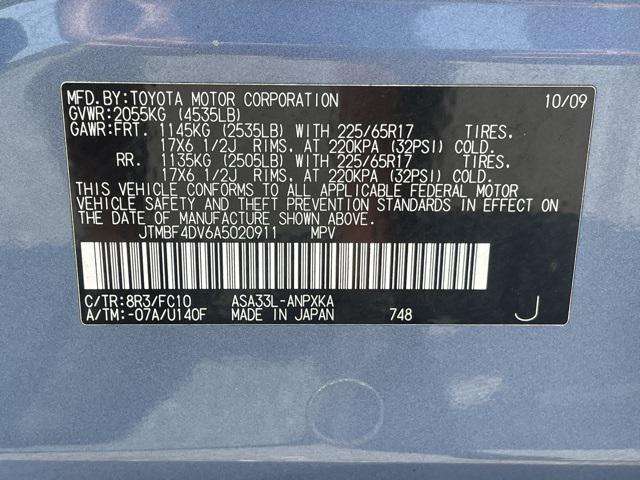 MFD.BY:TOYOTA MOTOR CORPORATION 10/09
GVWR:2055KG (4535LB)
GAWR:FRT. 1145KG (2535LB) WITH 225/65R17 TIRES,
17X6 1/2J RIMS, AT 220KPA (32PSI) COLD.
RR. 1135KG (2505LB) WITH 225/65R17 TIRES,
17X6 1/2J RIMS, AT 220KPA (32PSI) COLD.
THIS VEHICLE CONFORMS TO ALL APPLICABLE FEDERAL MOTOR
VEHICLE SAFETY AND THEFT PREVENTION STANDARDS IN EFFECT
ON THE DATE OF MANUFACTURE SHOWN ABOVE.
JTMBF4DV6A5020911 MPV
C/TR:8R3/FC10 ASA33L-ANPXKA
A/TM:-07A/U140F MADE IN JAPAN 748 J